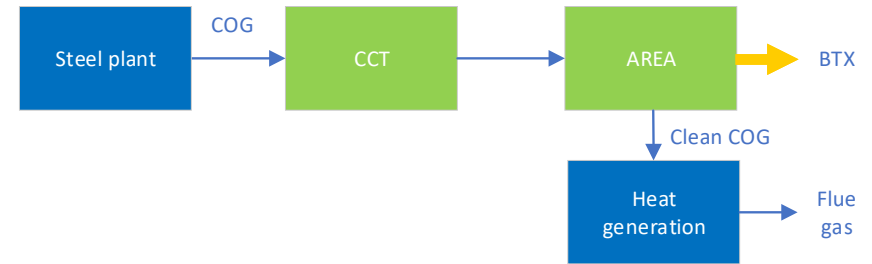 COG
Steel plant
CCT
AREA
BTX
Clean COG
Heat
generation
Flue
gas